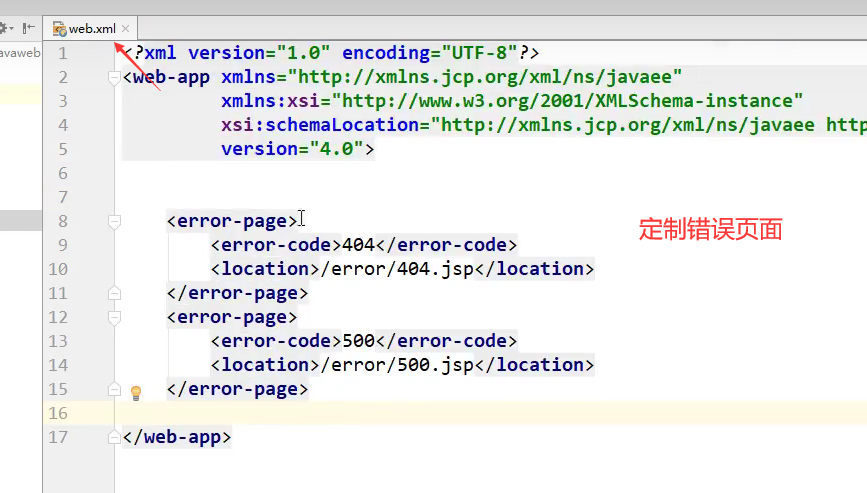 web.xml
avaweb
1 <?xml version="1.0" encoding="UTF-8"?>
2 <web-app xmlns="http://xmlns.jcp.org/xml/ns/javaee"
3 xmlns:xsi="http://www.w3.org/2001/XMLSchema-instance"
4 xsi:schemaLocation="http://xmlns.jcp.org/xml/ns/javaee http
5 version="4.0">
6
7
8 <error-page>
定制错误页面
9 <error-code>404</error-code>
10 <location>/error/404.jsp</location>
11 </error-page>
12 <error-page>
13 <error-code>500</error-code>
14 <location>/error/500.jsp</location>
15 </error-page>
16
17 </web-app>